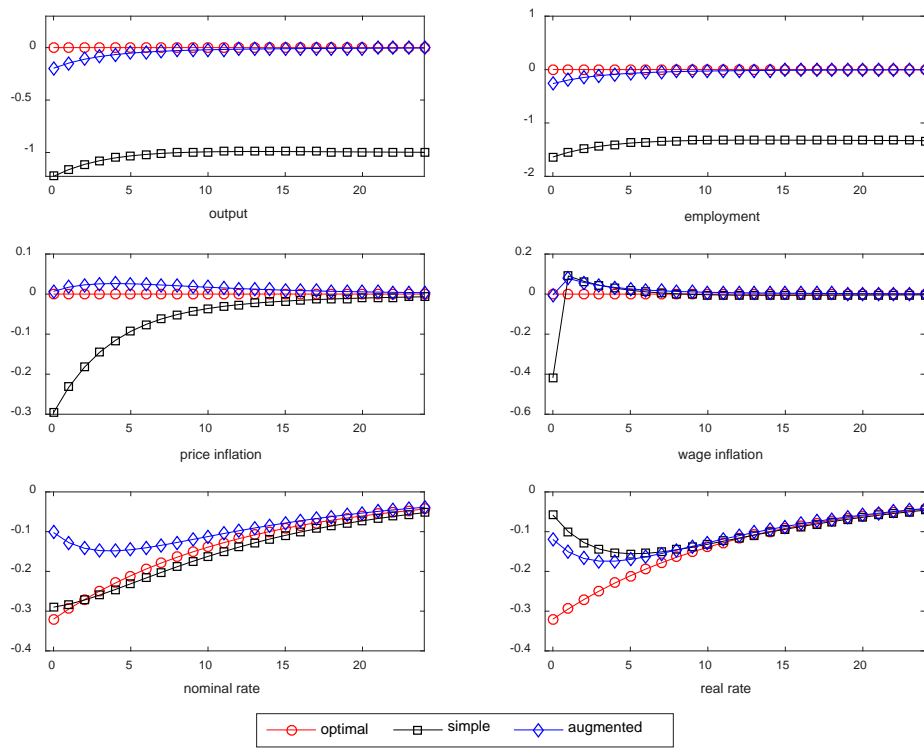 0
-0.5
-1
0 5 10 15 20
output
1
0
-1
-2
0 5 10 15 20
employment
0.1
0
-0.1
-0.2
-0.3
0 5 10 15 20
price inflation
0.2
0
-0.2
-0.4
-0.6
0 5 10 15 20
wage inflation
0
-0.1
-0.2
-0.3
-0.4
0 5 10 15 20
nominal rate
0
-0.1
-0.2
-0.3
-0.4
0 5 10 15 20
real rate
optimal simple augmented